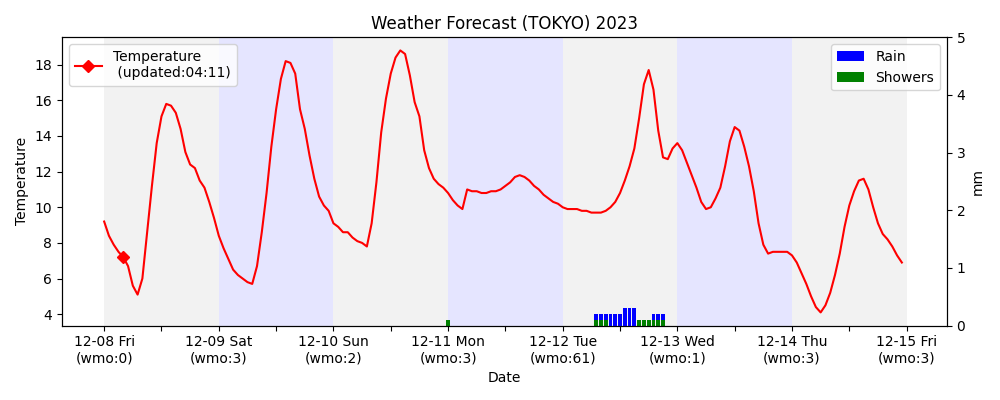 Weather Forecast (TOKYO) 2023
Temperature
(updated:04:11)
Rain
Showers
Temperature
18
16
14
12
10
8
6
4
5
4
3
2
1
0
mm
12-08 Fri
(wmo:0)
12-09 Sat
(wmo:3)
12-10 Sun
(wmo:2)
12-11 Mon
(wmo:3)
12-12 Tue
(wmo:61)
12-13 Wed
(wmo:1)
12-14 Thu
(wmo:3)
12-15 Fri
(wmo:3)
Date